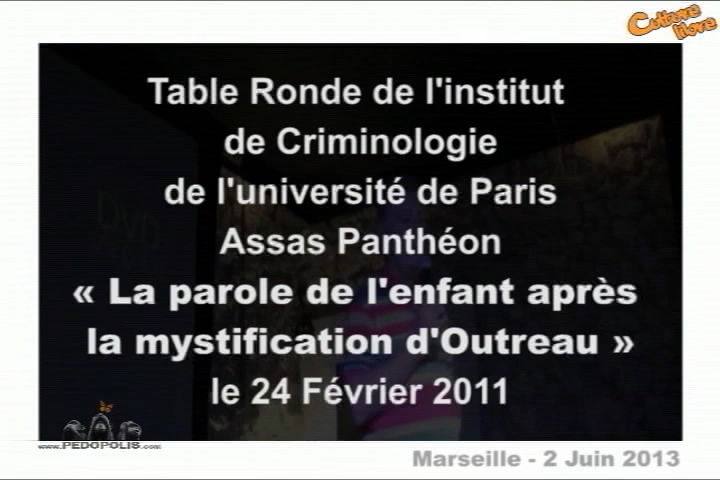 Culture
libre
Table Ronde de l'institut
de Criminologie
de l'université de Paris
Assas Panthéon
« La parole de l'enfant après
la mystification d'Outreau »
le 24 Février 2011
www.PEDOPOLIS.com
Marseille - 2 Juin 2013